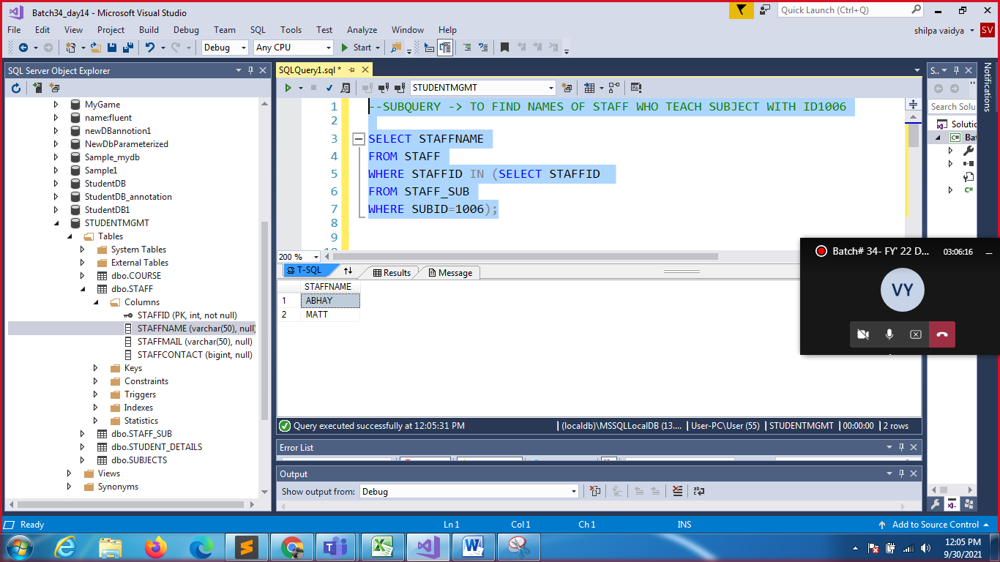 Batch34_day14 - Microsoft Visual Studio
Quick Launch (Ctrl+Q)
File Edit View Project Build Debug Team SQL Tools Test Analyze Window Help
shilpa vaidya SV
Debug Any CPU Start
SQL Server Object Explorer
MyGame
name:fluent
newDBannotion1
NewDbParameterized
Sample_mydb
Sample1
StudentDB
StudentDB_annotation
StudentDB1
STUDENTMGMT
Tables
System Tables
External Tables
dbo.COURSE
dbo.STAFF
Columns
STAFFID (PK, int, not null)
STAFFNAME (varchar(50), null)
STAFFMAIL (varchar(50), null)
STAFFCONTACT (bigint, null)
Keys
Constraints
Triggers
Indexes
Statistics
dbo.STAFF_SUB
dbo.STUDENT_DETAILS
dbo.SUBJECTS
Views
Synonyms
SQLQuery1.sql *
STUDENTMGMT
1 --SUBQUERY -> TO FIND NAMES OF STAFF WHO TEACH SUBJECT WITH ID1006
2
3 SELECT STAFFNAME
4 FROM STAFF
5 WHERE STAFFID IN (SELECT STAFFID
6 FROM STAFF_SUB
7 WHERE SUBID=1006);
8
9
200 %
T-SQL Results Message
STAFFNAME
1 ABHAY
2 MATT
Query executed successfully at 12:05:31 PM (localdb)\MSSQLLocalDB (13.... User-PC\User (55) STUDENTMGMT 00:00:00 2 rows
Error List
Output
Show output from: Debug
S..
Search Solu
Solutic
Bat
C#
C#
Notifications
Batch# 34- FY' 22 D... 03:06:16
VY
Ready Ln 1 Col 1 Ch 1 INS Add to Source Control
12:05 PM
9/30/2021